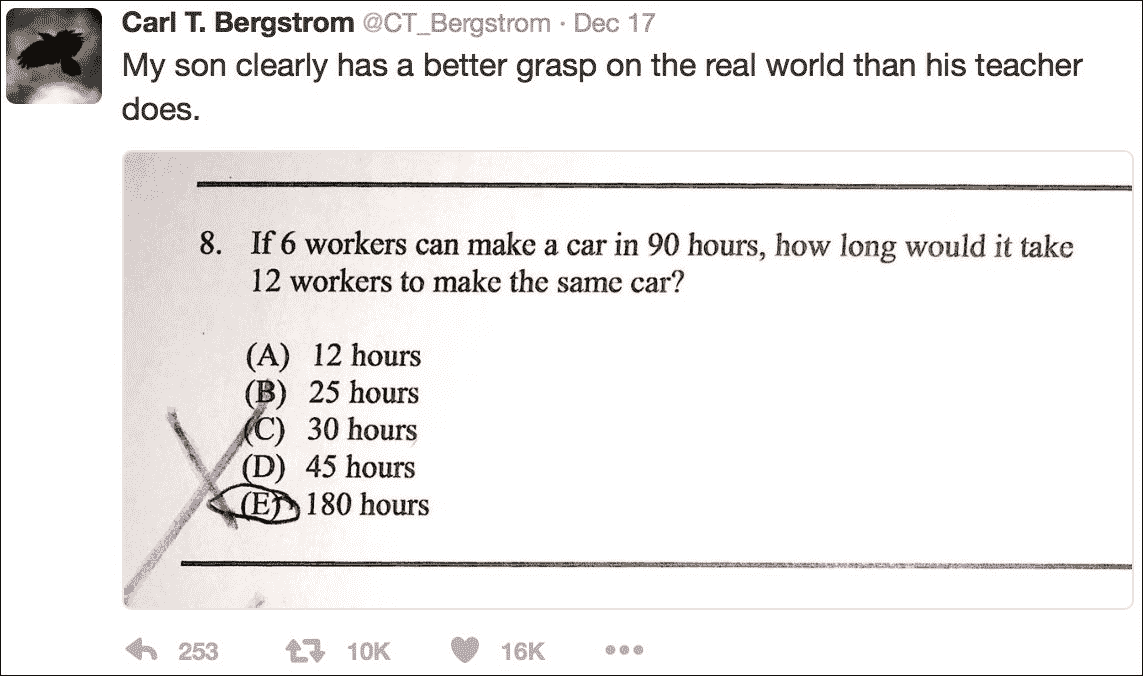 Carl T. Bergstrom @CT_Bergstrom · Dec 17
My son clearly has a better grasp on the real world than his teacher
does.
8. If 6 workers can make a car in 90 hours, how long would it take
12 workers to make the same car?
(A) 12 hours
(B) 25 hours
(C) 30 hours
(D) 45 hours
(E) 180 hours
253 10K 16K